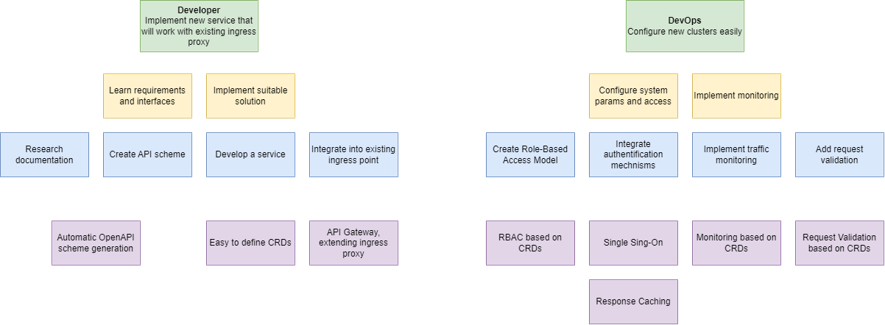 Developer
Implement new service that
will work with existing ingress
proxy
DevOps
Configure new clusters easily
Learn requirements
and interfaces
Implement suitable
solution
Configure system
params and access
Implement monitoring
Research
documentation
Create API scheme
Develop a service
Integrate into existing
ingress point
Create Role-Based
Access Model
Integrate
authentification
mechnisms
Implement traffic
monitoring
Add request
validation
Automatic OpenAPI
scheme generation
Easy to define CRDs
API Gateway,
extending ingress
proxy
RBAC based on
CRDs
Single Sing-On
Monitoring based on
CRDs
Request Validation
based on CRDs
Response Caching